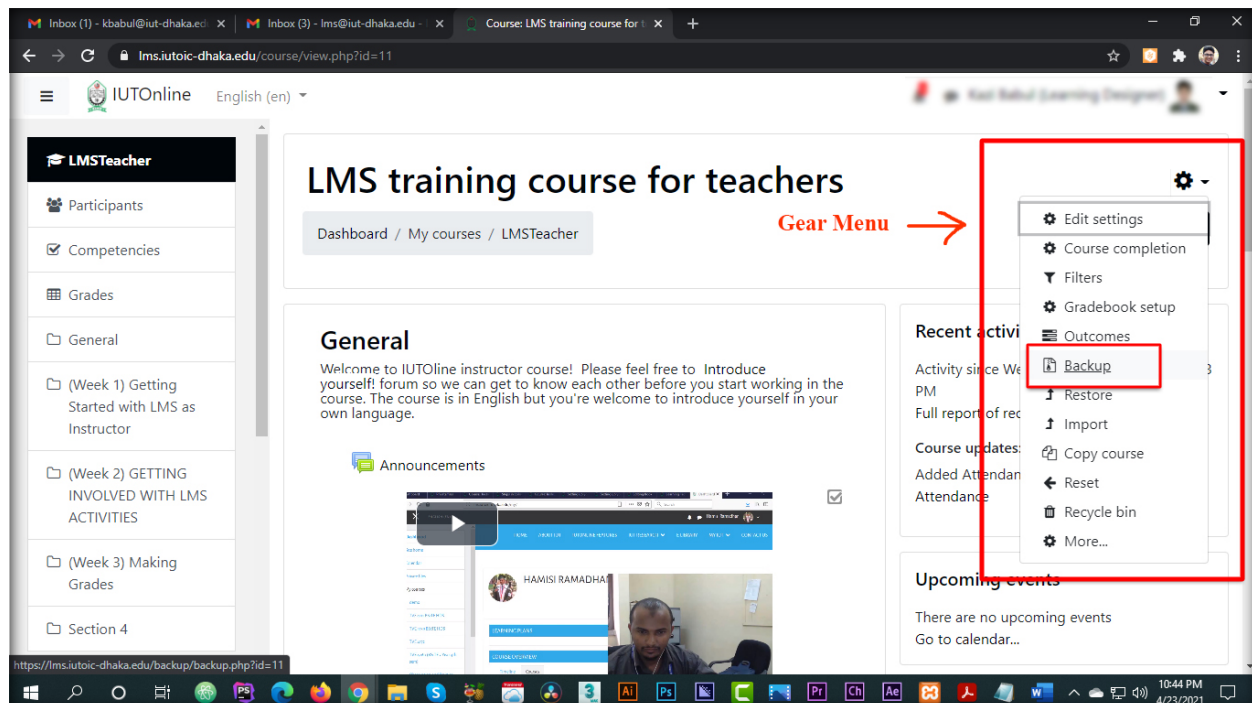 Inbox (1) - kbabul@iut-dhaka.ed
Inbox (3) - lms@iut-dhaka.edu -
Course: LMS training course for t
lms.iutoic-dhaka.edu/course/view.php?id=11
IUTOnline English (en)
LMSTeacher
Participants
Competencies
Grades
General
(Week 1) Getting
Started with LMS as
Instructor
(Week 2) GETTING
INVOLVED WITH LMS
ACTIVITIES
(Week 3) Making
Grades
Section 4
https://lms.iutoic-dhaka.edu/backup/backup.php?id=11
LMS training course for teachers
Dashboard / My courses / LMSTeacher
Gear Menu
Edit settings
Course completion
Filters
Gradebook setup
Outcomes
Backup
Restore
Import
Copy course
Reset
Recycle bin
More...
General
Welcome to IUTOline instructor course! Please feel free to Introduce
yourself! forum so we can get to know each other before you start working in the
course. The course is in English but you're welcome to introduce yourself in your
own language.
Announcements
HAMISI RAMADHA
Recent activi
Activity since We
PM
Full report of rec
Course updates:
Added Attendan
Attendance
Upcoming events
There are no upcoming events
Go to calendar...
10:44 PM
4/23/2021